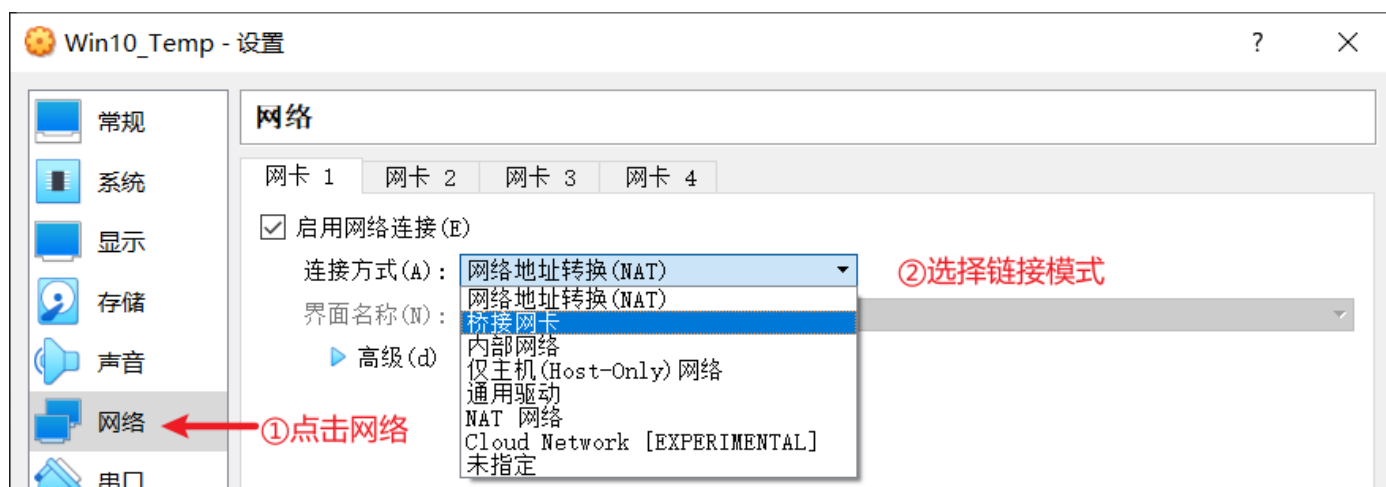 Win10_Temp - 设置
?
常规
系统
显示
存储
声音
网络
串口
网络
网卡 1
网卡 2
网卡 3
网卡 4
启用网络连接(E)
连接方式(A): 网络地址转换(NAT)
②选择链接模式
网络地址转换(NAT)
界面名称(N):
桥接网卡
内部网络
高级(d)
仅主机(Host-Only)网络
通用驱动
NAT 网络
Cloud Network [EXPERIMENTAL]
未指定
①点击网络